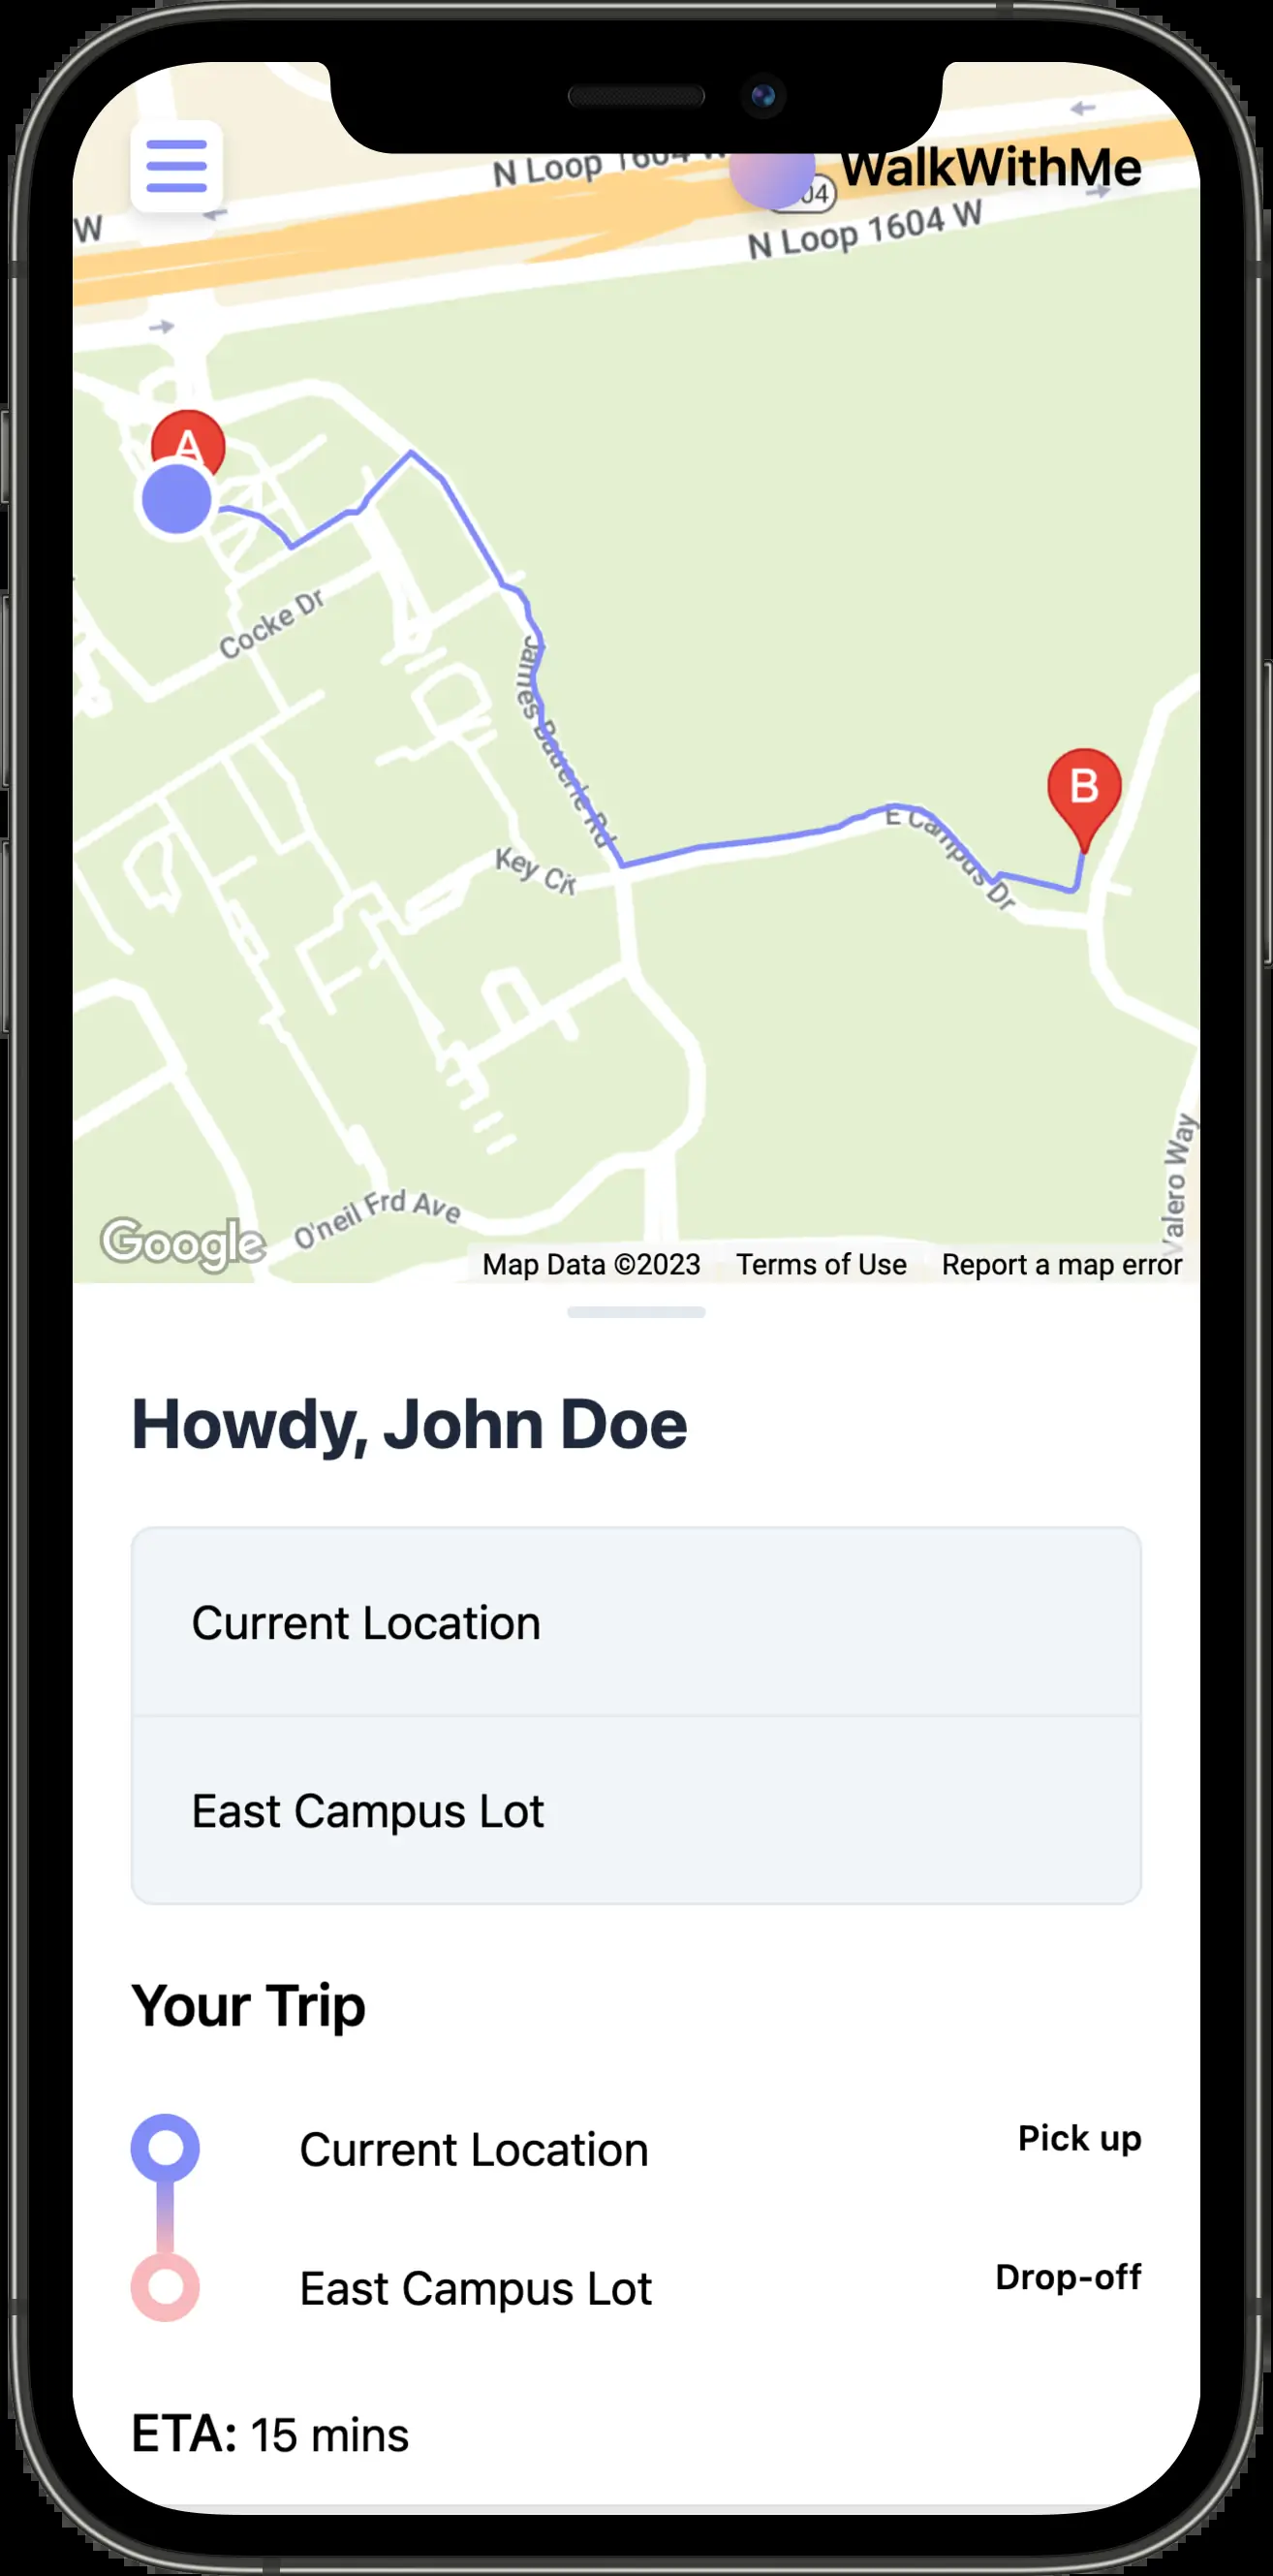 N Loop 1604 W
WalkWithMe
04
W
N Loop 1604 W
A
Cocke Dr
James Bauerle Rd
B
E Campus Dr
Key Cir
Valero Way
O'neil Frd Ave
Google
Map Data ©2023 Terms of Use Report a map error
Howdy, John Doe
Current Location
East Campus Lot
Your Trip
Current Location Pick up
East Campus Lot Drop-off
ETA: 15 mins